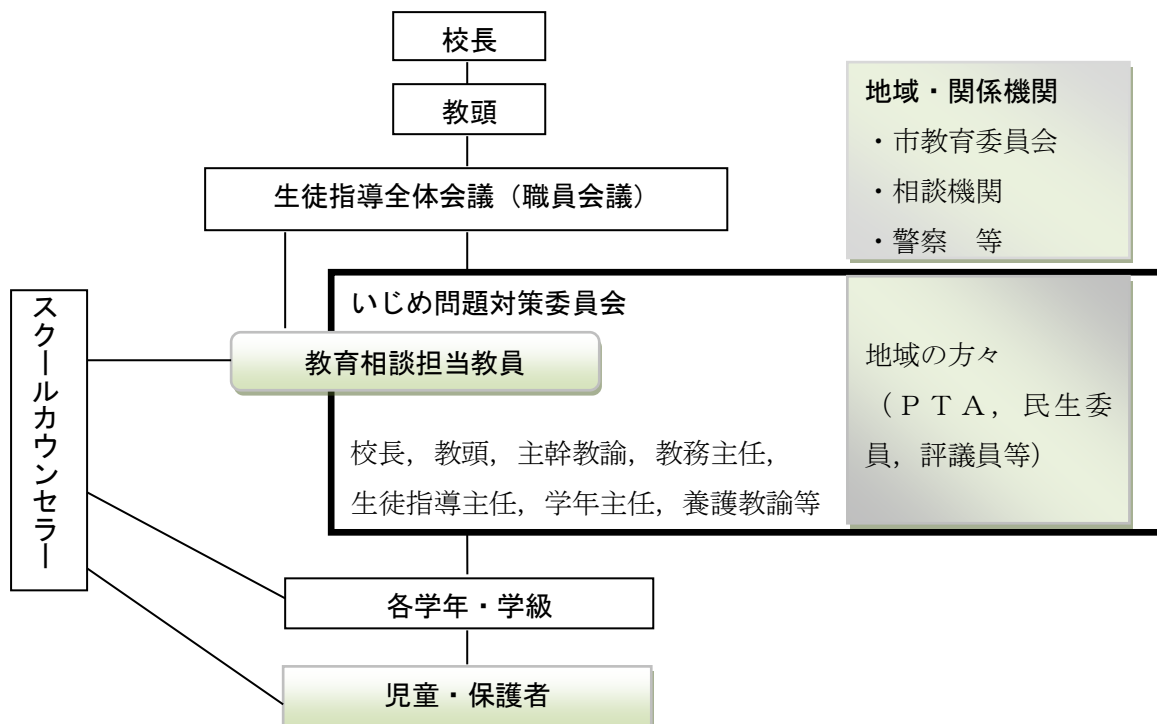 校長
教頭
生徒指導全体会議（職員会議）
地域・関係機関
・市教育委員会
・相談機関
・警察　等
スクールカウンセラー
いじめ問題対策委員会
教育相談担当教員
校長，教頭，主幹教諭，教務主任，
生徒指導主任，学年主任，養護教諭等
地域の方々
（ＰＴＡ，民生委
員，評議員等）
各学年・学級
児童・保護者